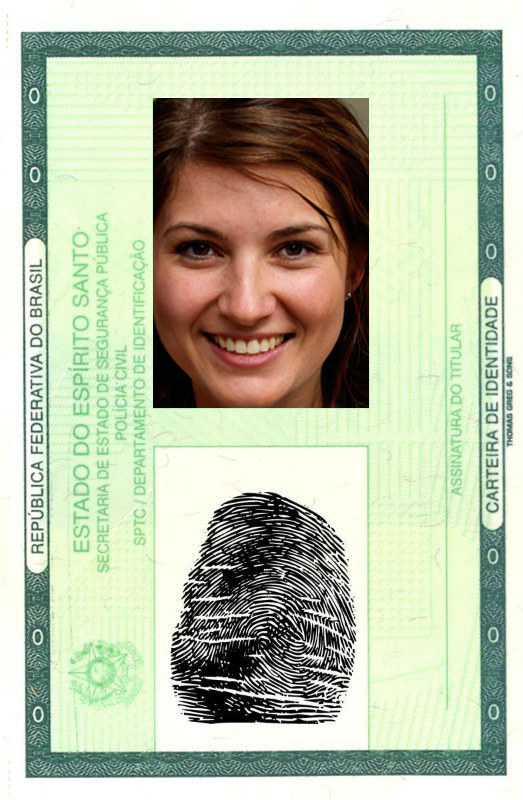 REPÚBLICA FEDERATIVA DO BRASIL
ESTADO DO ESPÍRITO SANTO
SECRETARIA DE ESTADO DE SEGURANÇA PÚBLICA
POLÍCIA CIVIL
SPTC / DEPARTAMENTO DE IDENTIFICAÇÃO
ASSINATURA DO TITULAR
CARTEIRA DE IDENTIDADE
THOMAS GREG & SONS